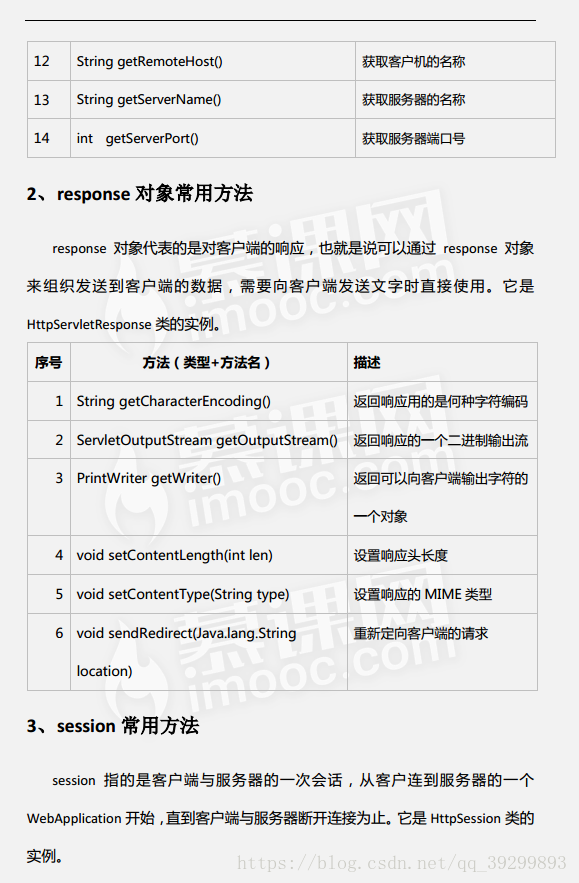 12 String getRemoteHost() 获取客户机的名称
13 String getServerName() 获取服务器的名称
14 int getServerPort() 获取服务器端口号
2、response 对象常用方法
response 对象代表的是对客户端的响应，也就是说可以通过 response 对象
来组织发送到客户端的数据，需要向客户端发送文字时直接使用。它是
HttpServletResponse 类的实例。
序号 方法（类型+方法名） 描述
1 String getCharacterEncoding() 返回响应用的是何种字符编码
2 ServletOutputStream getOutputStream() 返回响应的一个二进制输出流
3 PrintWriter getWriter() 返回可以向客户端输出字符的
一个对象
4 void setContentLength(int len) 设置响应头长度
5 void setContentType(String type) 设置响应的 MIME 类型
6 void sendRedirect(Java.lang.String 重新定向客户端的请求
location)
3、session 常用方法
session 指的是客户端与服务器的一次会话，从客户连到服务器的一个
WebApplication 开始，直到客户端与服务器断开连接为止。它是 HttpSession 类的
实例。
慕课网
imooc.com
慕课网
imooc.com
慕课网
imooc.com
https://blog.csdn.net/qq_39299893